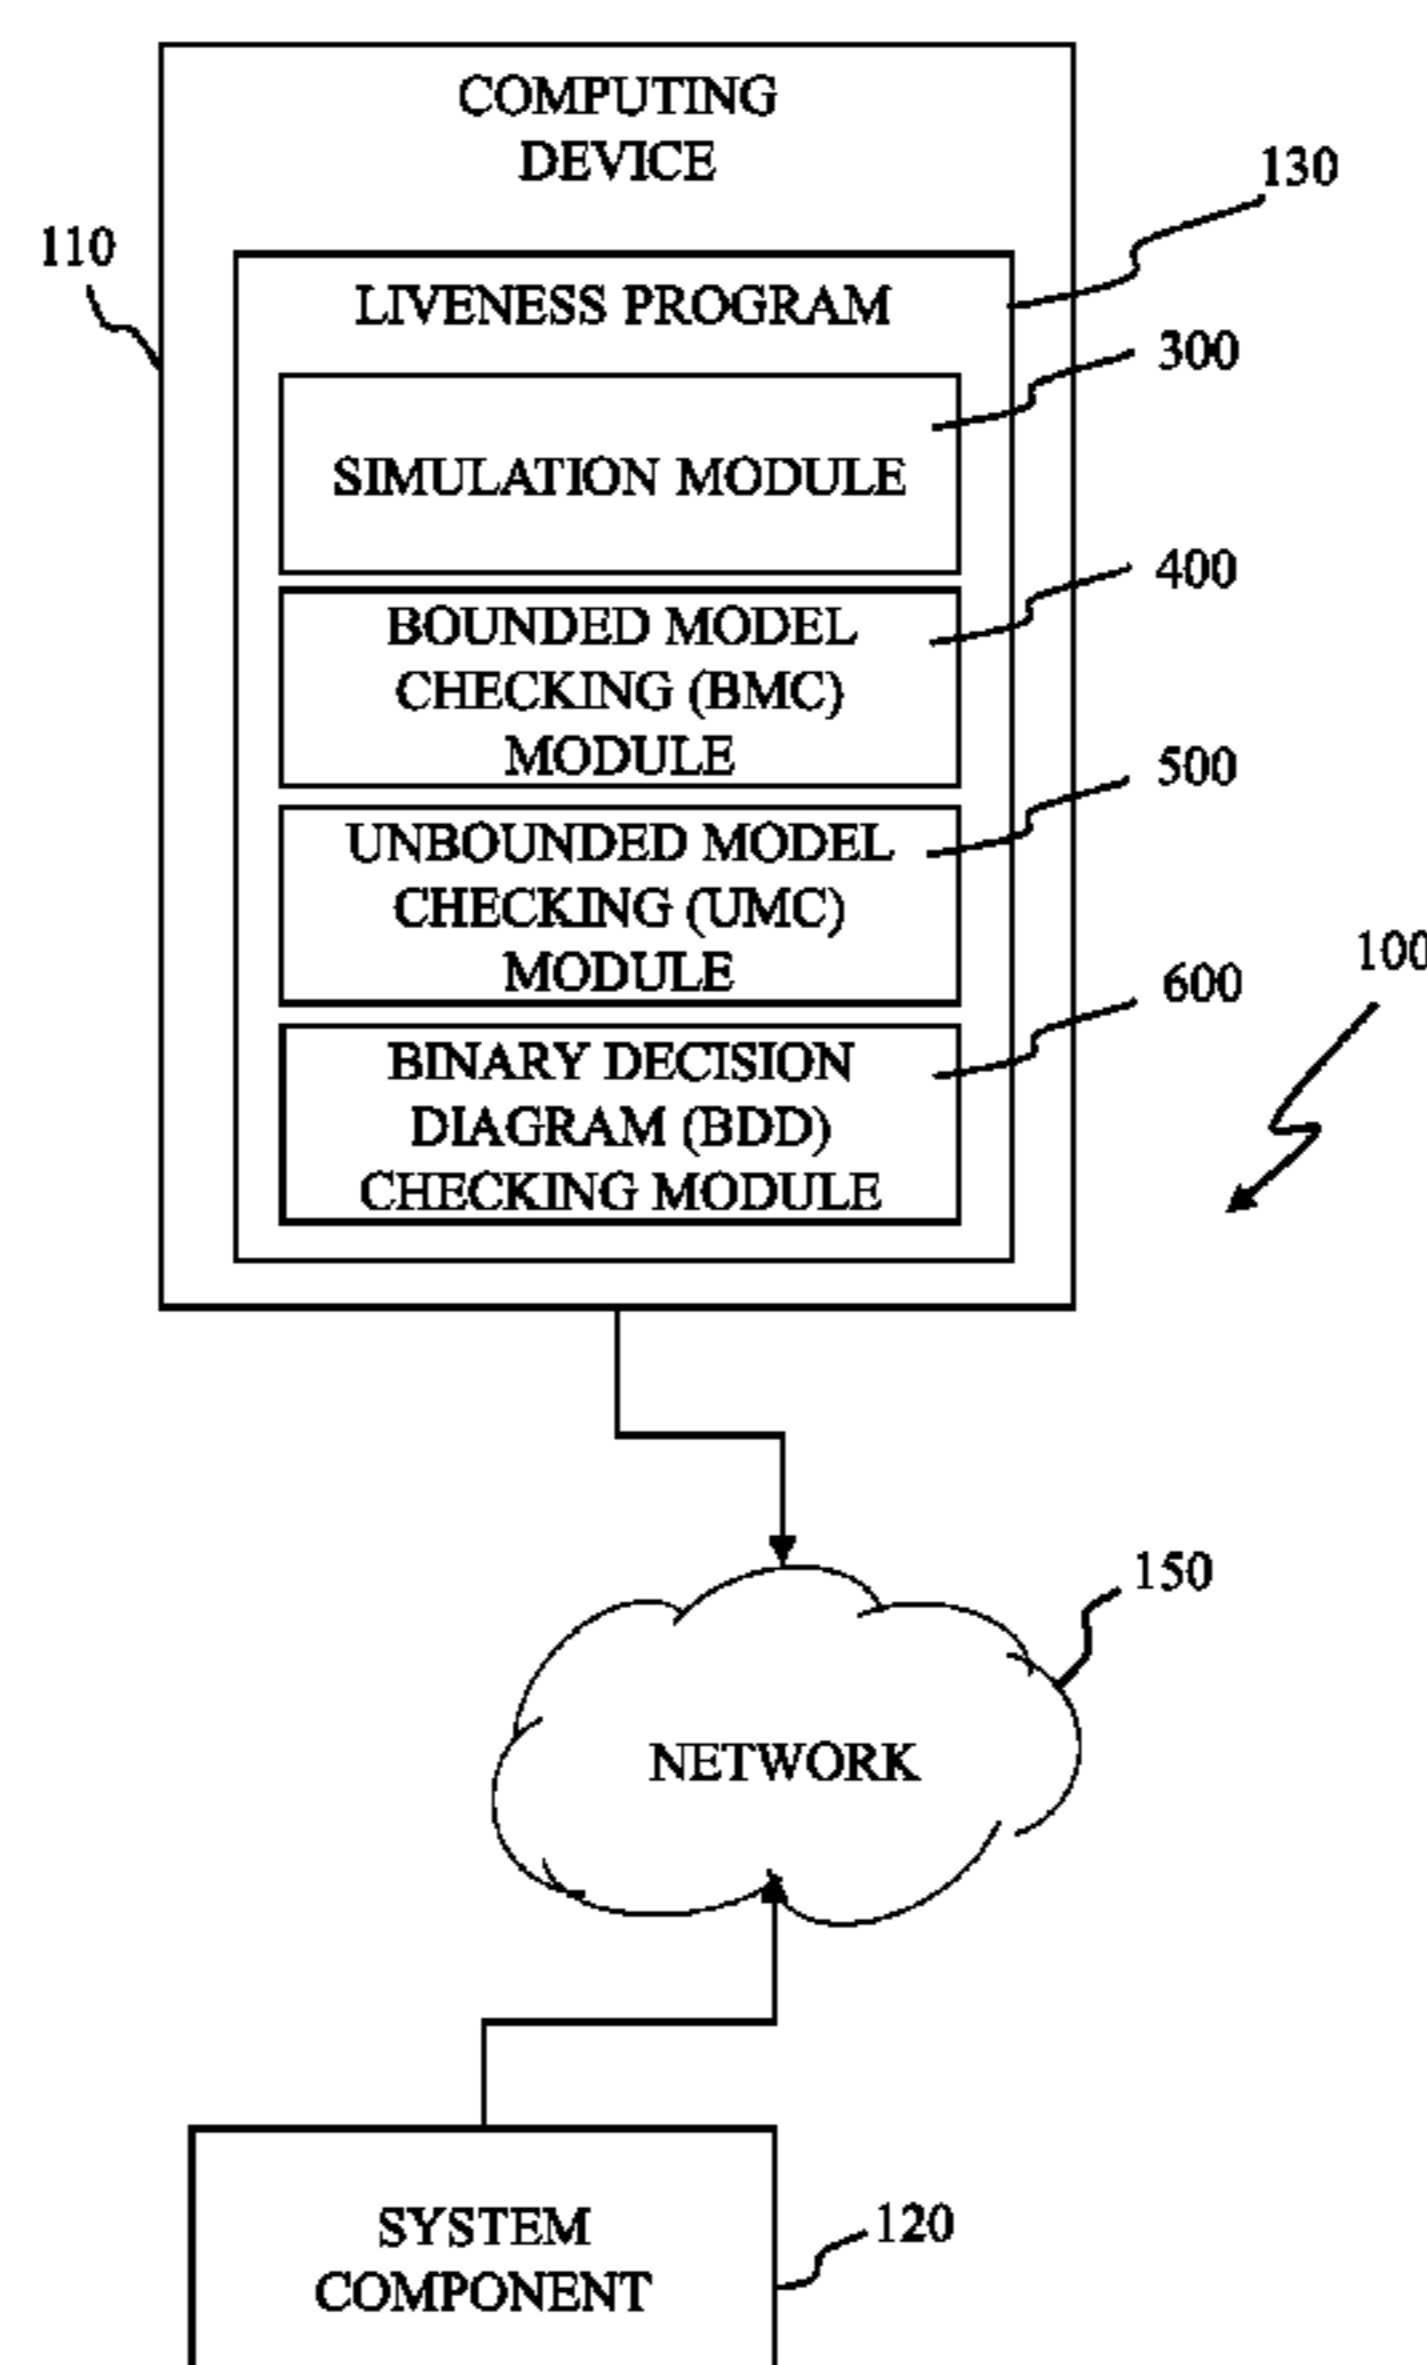 COMPUTING
DEVICE
130
110
LIVENESS PROGRAM
300
SIMULATION MODULE
400
BOUNDED MODEL
CHECKING (BMC)
MODULE
500
UNBOUNDED MODEL
CHECKING (UMC)
MODULE
100
600
BINARY DECISION
DIAGRAM (BDD)
CHECKING MODULE
150
NETWORK
120
SYSTEM
COMPONENT